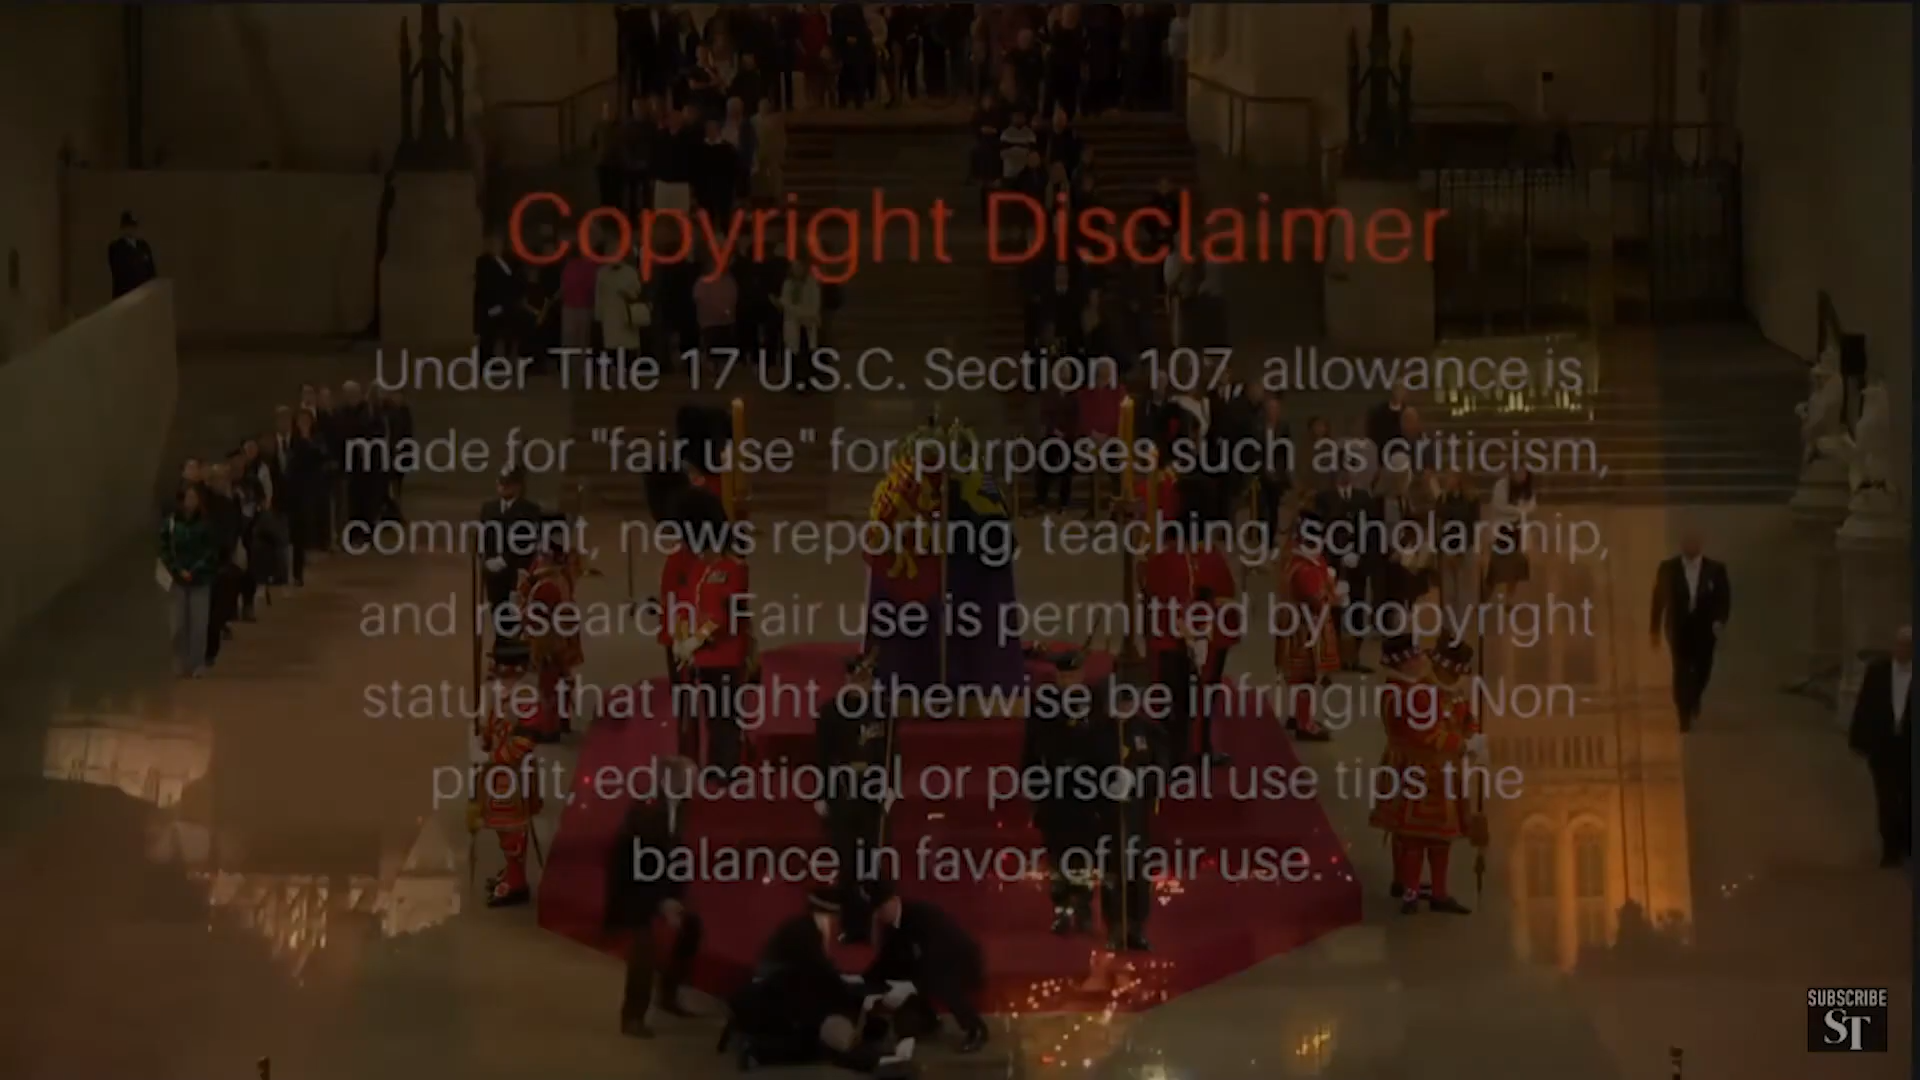 Copyright Disclaimer
Under Title 17 U.S.C. Section 107, allowance is
made for "fair use" for purposes such as criticism,
comment, news reporting, teaching, scholarship,
and research. Fair use is permitted by copyright
statute that might otherwise be infringing. Non-
profit, educational or personal use tips the
balance in favor of fair use.
SUBSCRIBE
ST